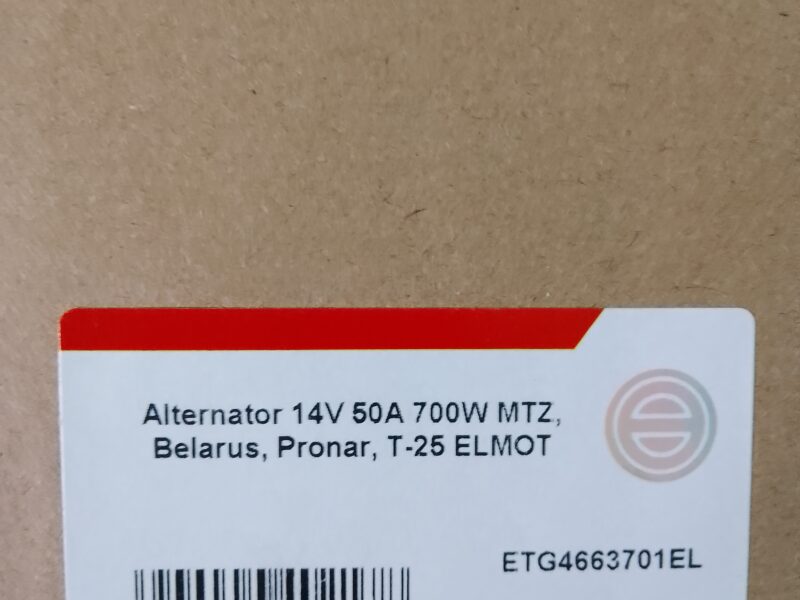 Alternator 14V 50A 700W MTZ,
Belarus, Pronar, T-25 ELMOT
ETG4663701EL